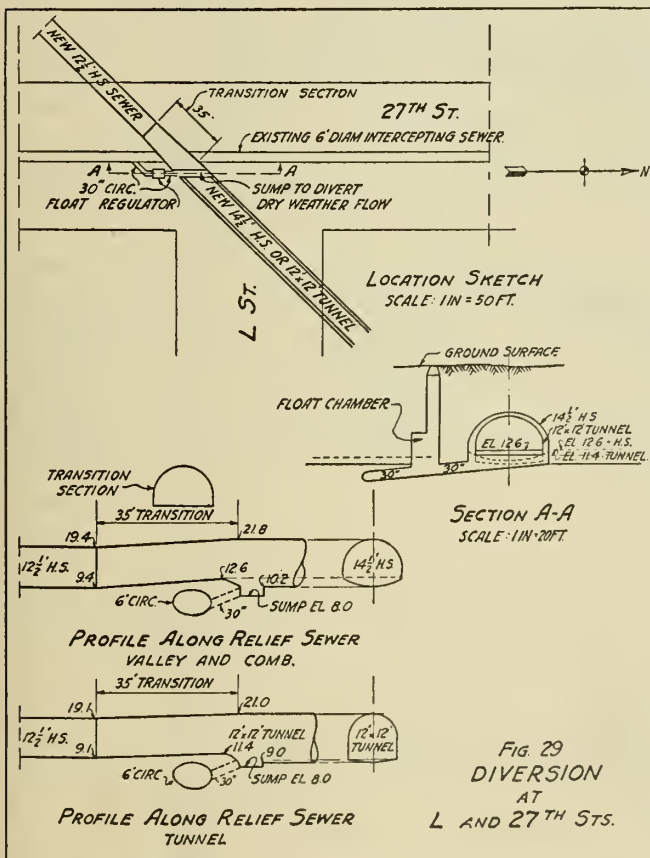 NEW 12½' H.S. SEWER
TRANSITION SECTION
35'
27TH ST.
EXISTING 6' DIAM INTERCEPTING SEWER
A
A
30" CIRC.
FLOAT REGULATOR
SUMP TO DIVERT
DRY WEATHER FLOW
NEW 14½' H.S. OR 12'x12' TUNNEL
N
L ST.
LOCATION SKETCH
SCALE: 1 IN = 50 FT.
GROUND SURFACE
FLOAT CHAMBER
14½' H.S.
12'x12' TUNNEL
EL 12.6
EL 12.6 - H.S.
EL 11.4 - TUNNEL
30"
30"
SECTION A-A
SCALE: 1 IN = 20 FT.
TRANSITION
SECTION
35' TRANSITION
19.4
21.8
12½' H.S.
9.4
12.6
10.2
14½' H.S.
6' CIRC.
30"
SUMP EL 8.0
PROFILE ALONG RELIEF SEWER
VALLEY AND COMB.
35' TRANSITION
19.1
21.0
12½' H.S.
12'x12' TUNNEL
12'x12'
TUNNEL
9.1
11.4
9.0
6' CIRC.
30"
SUMP EL 8.0
PROFILE ALONG RELIEF SEWER
TUNNEL
FIG. 29
DIVERSION
AT
L AND 27TH STS.